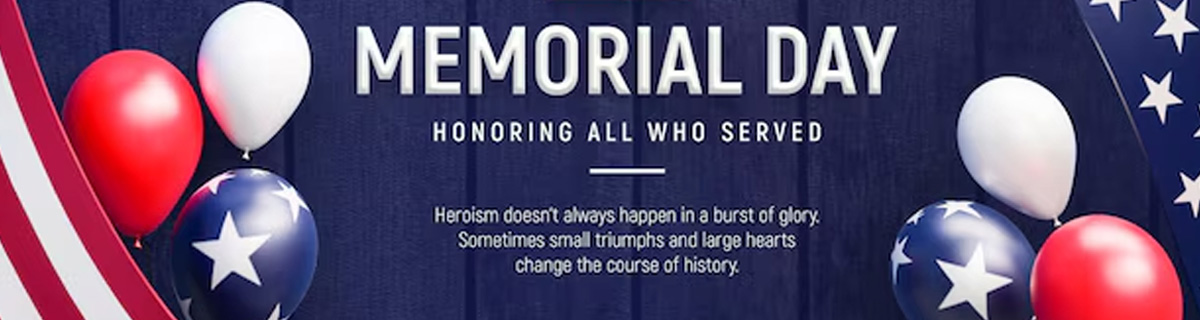 MEMORIAL DAY
HONORING ALL WHO SERVED
Heroism doesn't always happen in a burst of glory.
Sometimes small triumphs and large hearts
change the course of history.